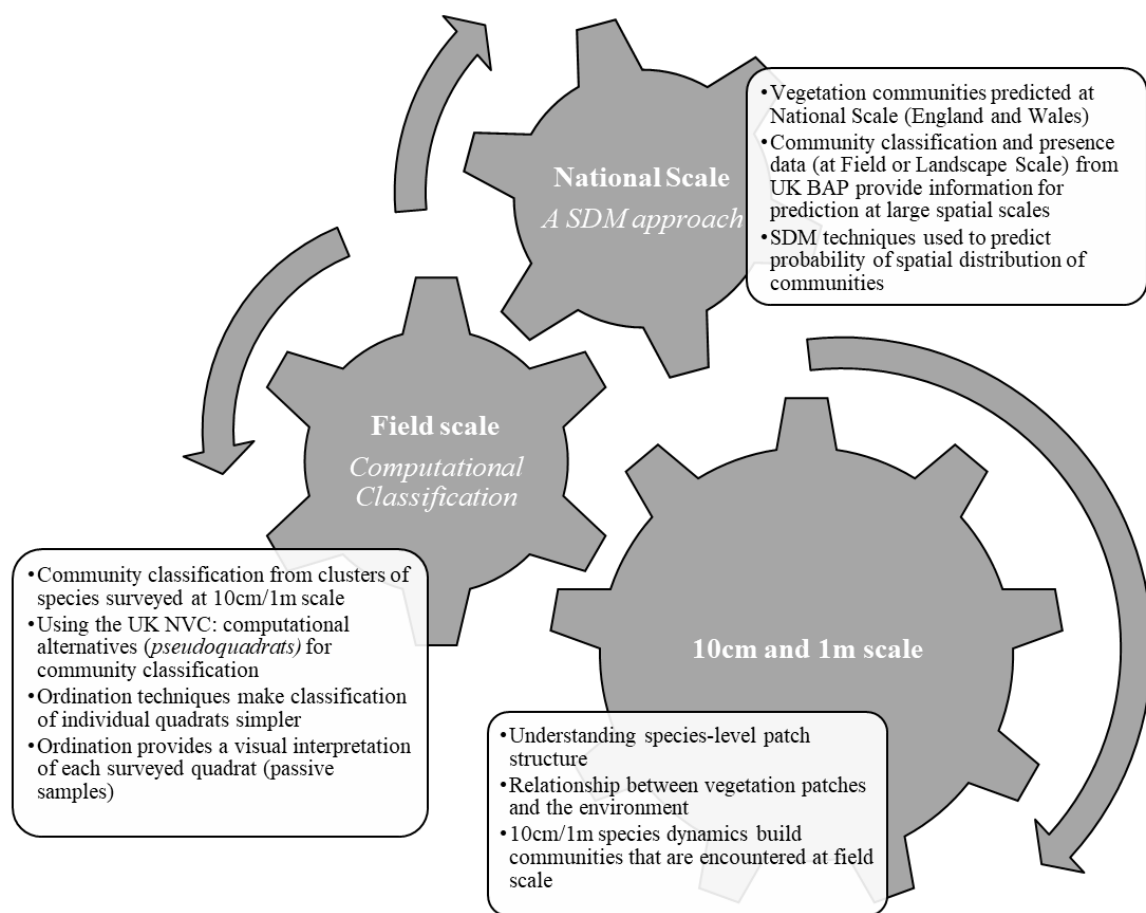 National Scale
A SDM approach
•Vegetation communities predicted at
National Scale (England and Wales)
•Community classification and presence
data (at Field or Landscape Scale) from
UK BAP provide information for
prediction at large spatial scales
•SDM techniques used to predict
probability of spatial distribution of
communities
Field scale
Computational
Classification
•Community classification from clusters of
species surveyed at 10cm/1m scale
•Using the UK NVC: computational
alternatives (pseudoquadrats) for
community classification
•Ordination techniques make classification
of individual quadrats simpler
•Ordination provides a visual interpretation
of each surveyed quadrat (passive
samples)
10cm and 1m scale
•Understanding species-level patch
structure
•Relationship between vegetation patches
and the environment
•10cm/1m species dynamics build
communities that are encountered at field
scale